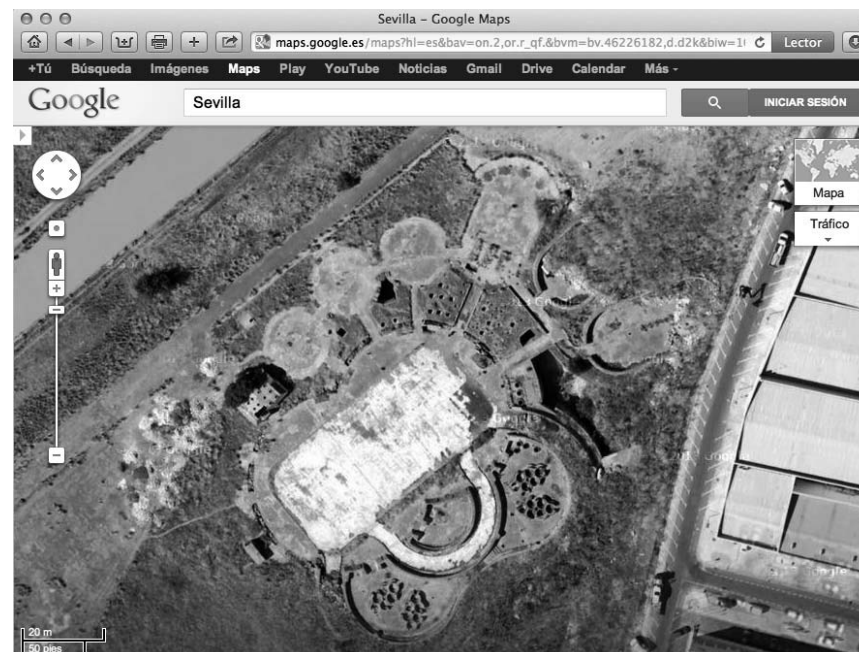 Sevilla – Google Maps
maps.google.es/maps?hl=es&bav=on.2,or.r_qf.&bvm=bv.46226182,d.d2k&biw=1 Lector
+Tú Búsqueda Imágenes Maps Play YouTube Noticias Gmail Drive Calendar Más
Google Sevilla INICIAR SESIÓN
Mapa
Tráfico
20 m
50 pies